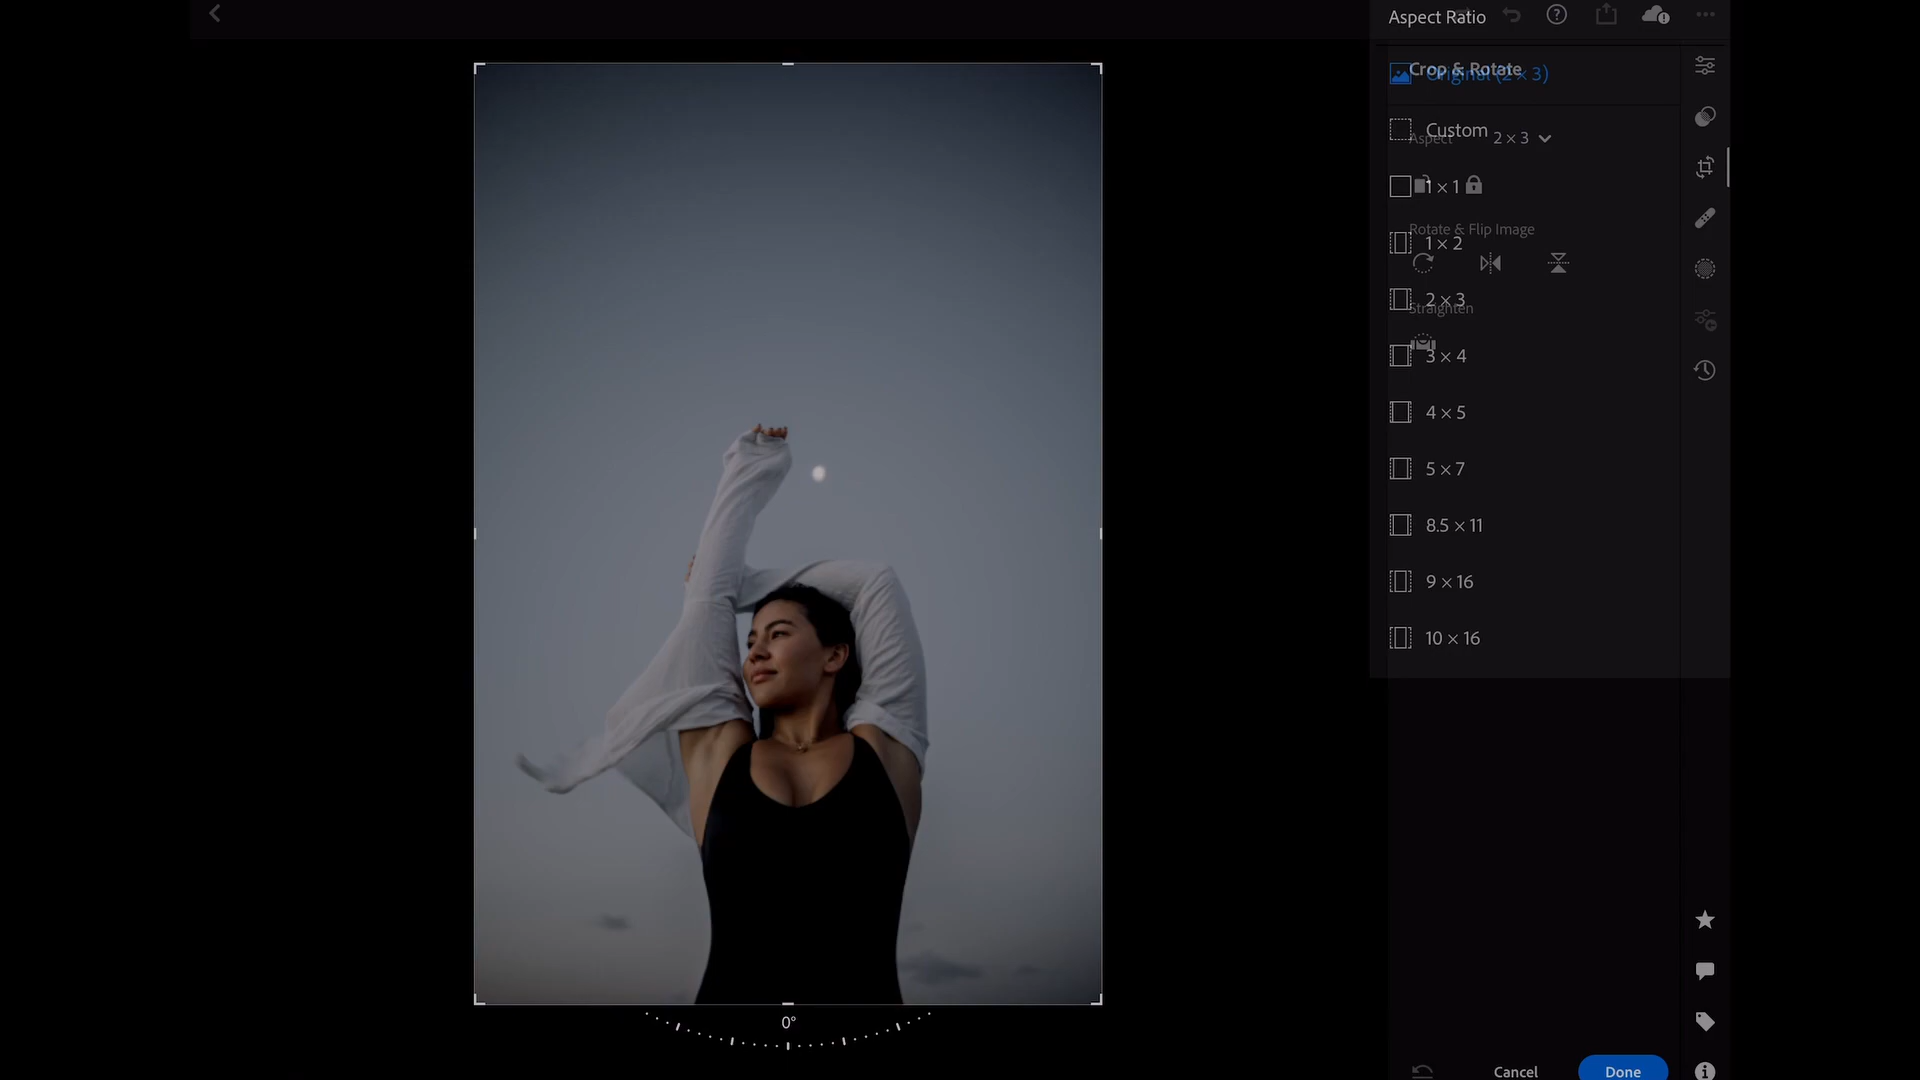 Aspect Ratio
Crop & Rotate
Original (2 × 3)
Custom
Aspect 2 × 3
1 × 1
Rotate & Flip Image
1 × 2
2 × 3
Straighten
3 × 4
4 × 5
5 × 7
8.5 × 11
9 × 16
10 × 16
0°
Cancel
Done